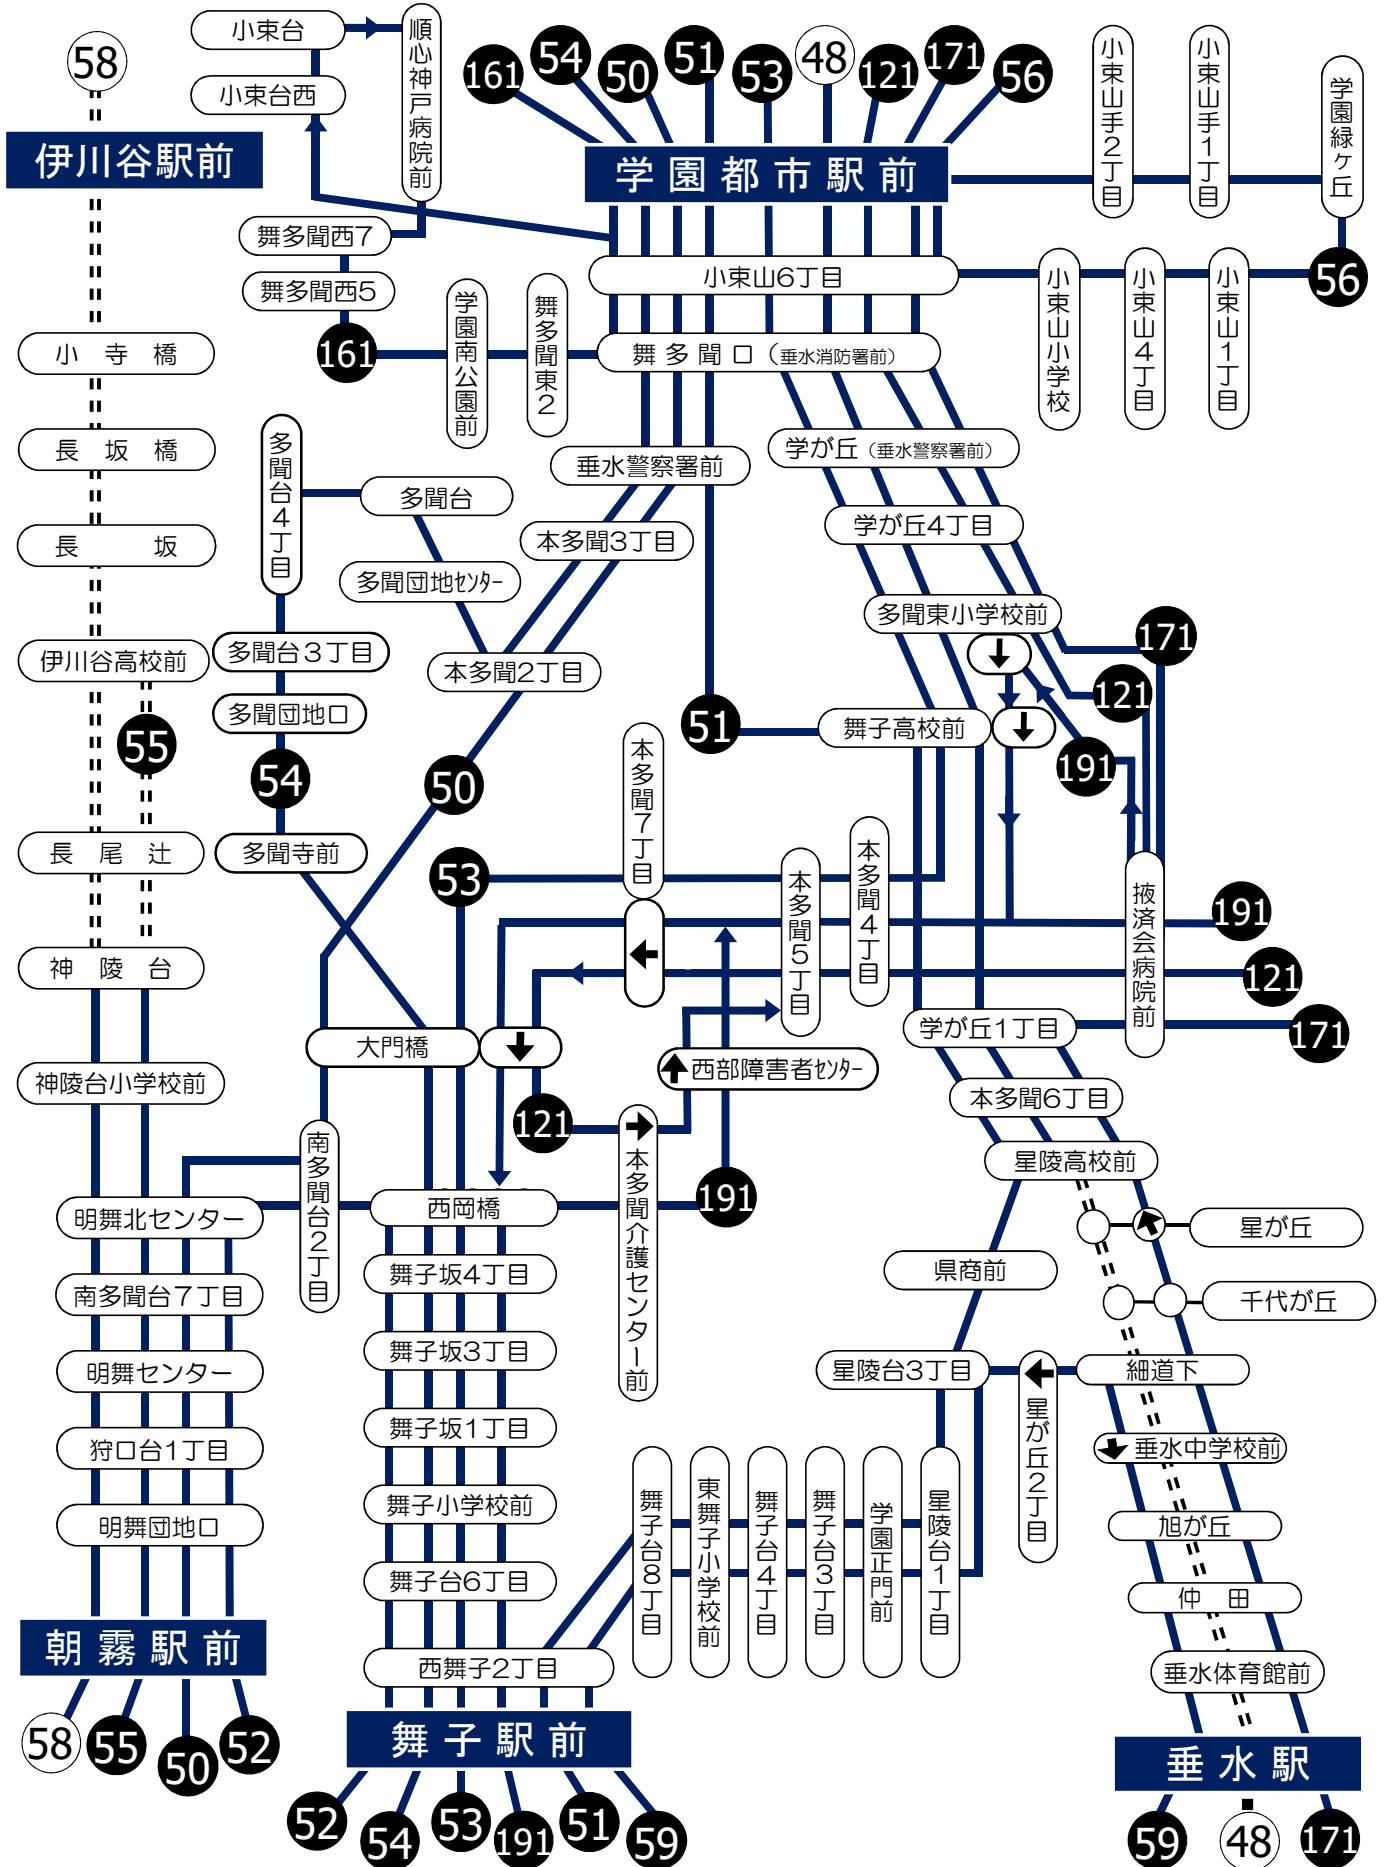 小束台
順心神戸病院前
58
161
54
50
51
53
48
121
171
56
小束山手2丁目
小束山手1丁目
学園緑ヶ丘
小束台西
伊川谷駅前
学園都市駅前
舞多聞西7
舞多聞西5
小束山6丁目
56
小束山小学校
小束山4丁目
小束山1丁目
161
学園南公園前
舞多聞東2
舞多聞口（垂水消防署前）
小寺橋
長坂橋
長坂
伊川谷高校前
55
長尾辻
神陵台
神陵台小学校前
多聞台4丁目
多聞台
多聞団地センター
多聞台3丁目
多聞団地口
54
多聞寺前
垂水警察署前
本多聞3丁目
本多聞2丁目
50
学が丘（垂水警察署前）
学が丘4丁目
多聞東小学校前
171
121
191
51
舞子高校前
本多聞7丁目
53
本多聞5丁目
本多聞4丁目
掖済会病院前
191
121
171
大門橋
西部障害者センター
学が丘1丁目
121
本多聞介護センター前
191
本多聞6丁目
星陵高校前
南多聞台2丁目
明舞北センター
南多聞台7丁目
明舞センター
狩口台1丁目
明舞団地口
朝霧駅前
58
55
50
52
西岡橋
舞子坂4丁目
舞子坂3丁目
舞子坂1丁目
舞子小学校前
舞子台6丁目
西舞子2丁目
舞子駅前
52
54
53
191
51
59
星が丘
千代が丘
県商前
星陵台3丁目
星が丘2丁目
細道下
垂水中学校前
舞子台8丁目
東舞子小学校前
舞子台4丁目
舞子台3丁目
学園正門前
星陵台1丁目
旭が丘
仲田
垂水体育館前
垂水駅
59
48
171